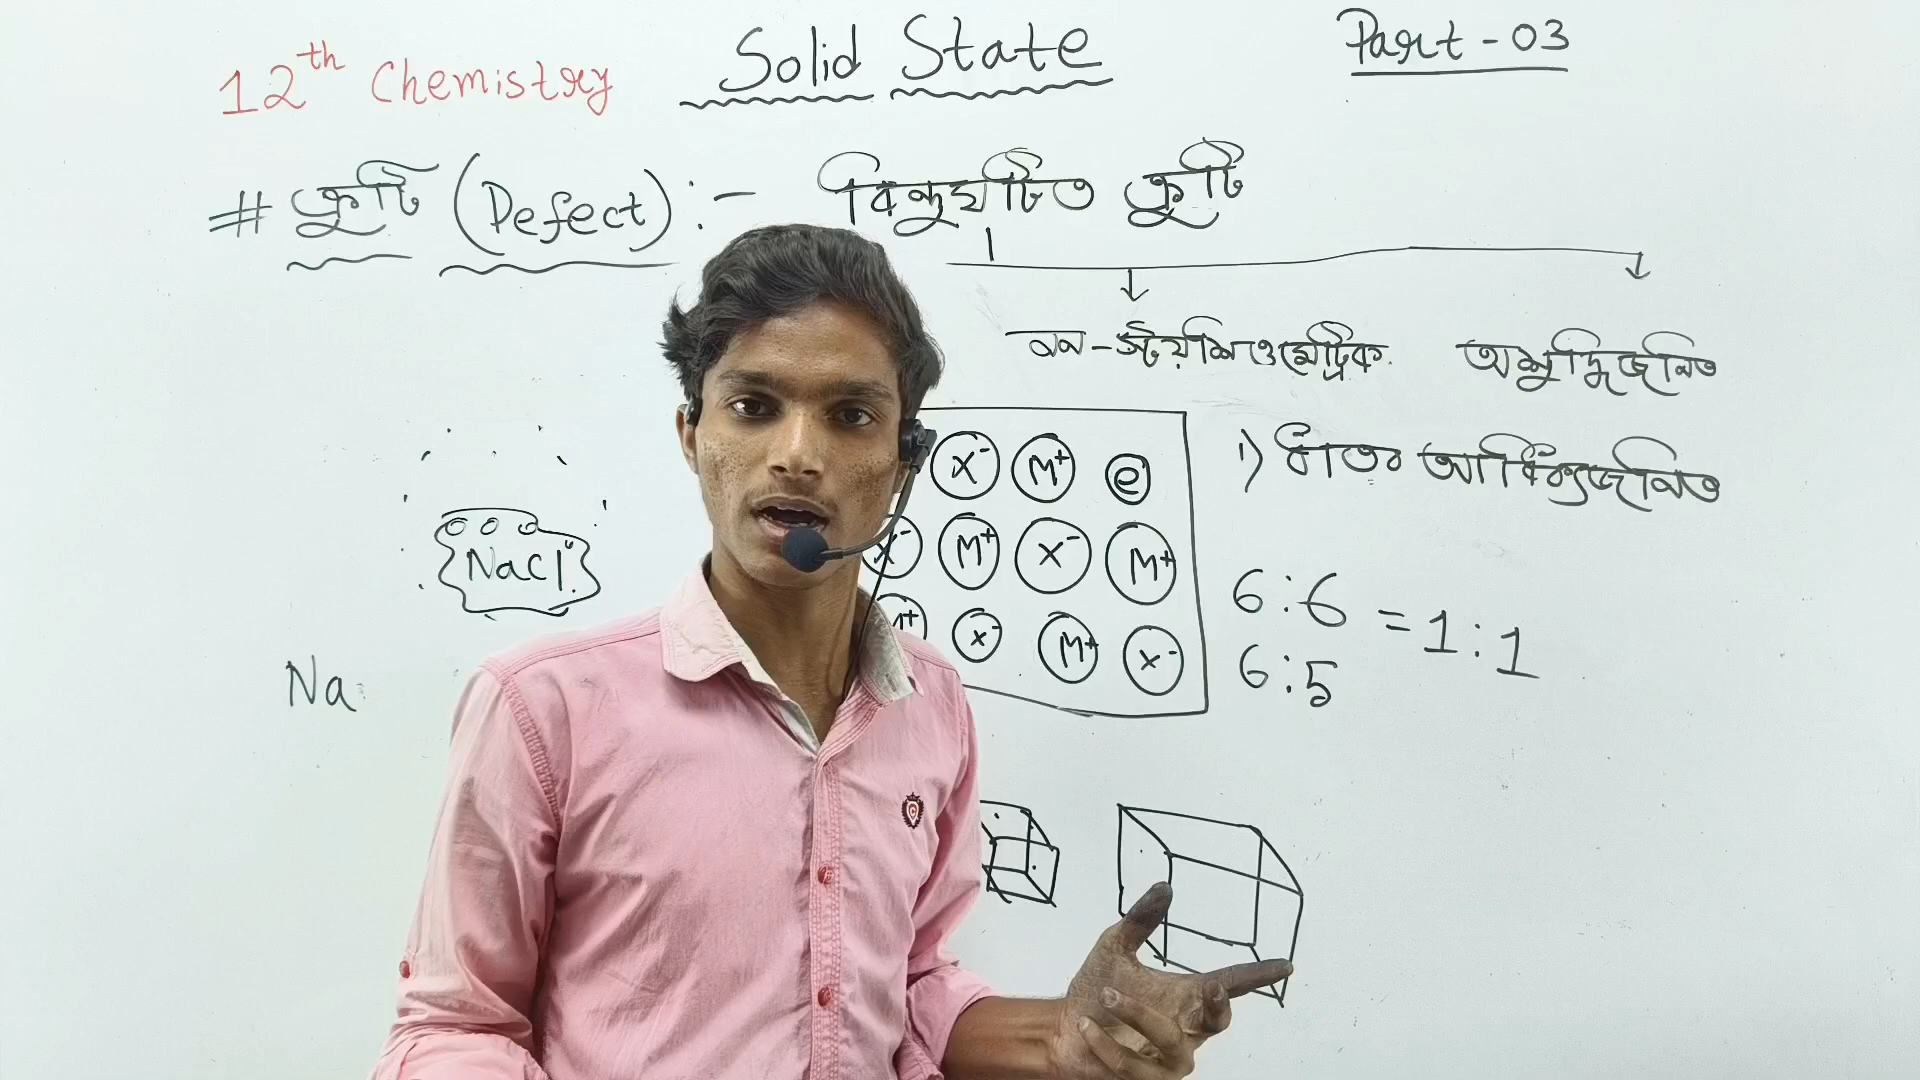 12th Chemistry Solid State Part-03
# ত্রুটি (Defect) :- বিন্দুঘটিত ত্রুটি
নন-স্টয়শিওমেট্রিক অশুদ্ধিজনিত
X- M+ e
১) ধাতব আধিক্যজনিত
X- M+ X- M+
NaCl
6:6
= 1:1
M+ X- M+ X-
6:5
Na